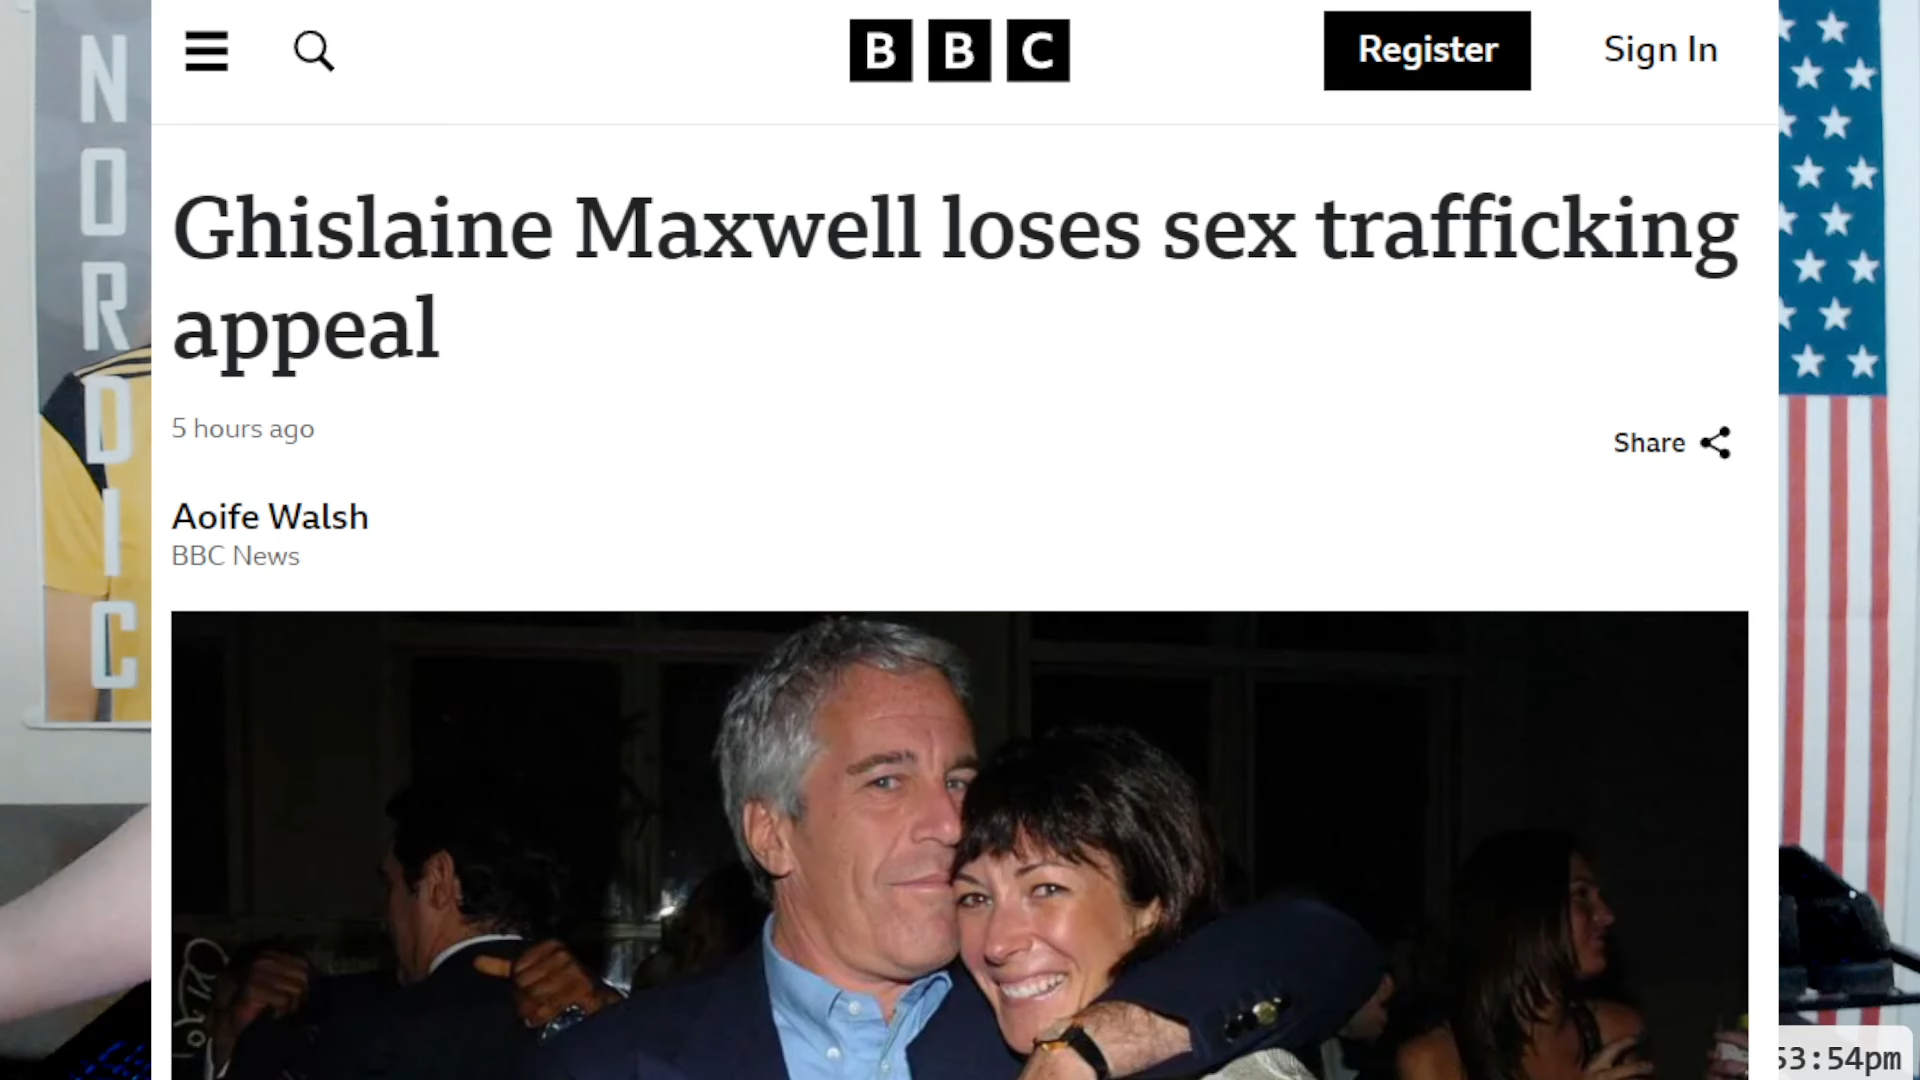 NORDIC
BBC
Register
Sign In
Ghislaine Maxwell loses sex trafficking
appeal
5 hours ago
Share
Aoife Walsh
BBC News
53:54pm